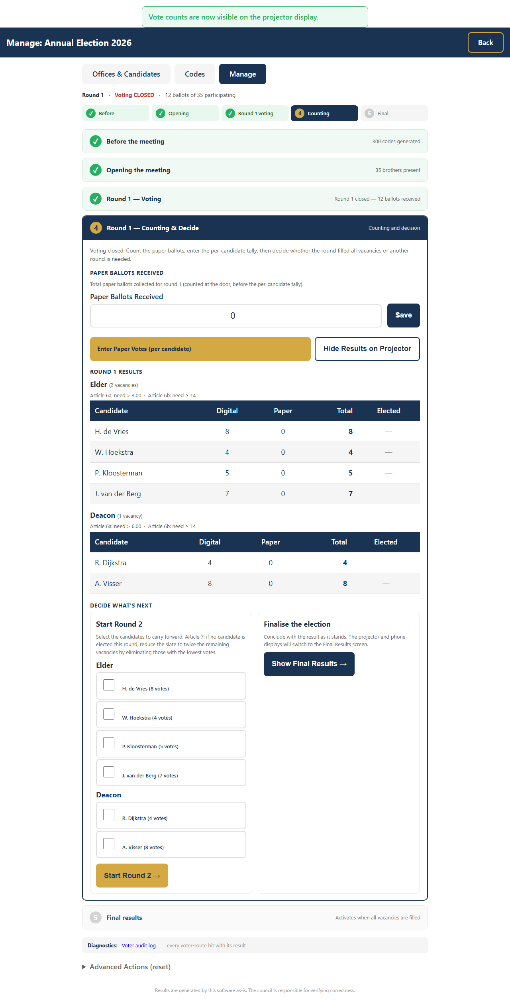 Vote counts are now visible on the projector display.
Manage: Annual Election 2026
Back
Offices & Candidates
Codes
Manage
Round 1 · Voting CLOSED · 12 ballots of 35 participating
✓ Before
✓ Opening
✓ Round 1 voting
4 Counting
5 Final
✓ Before the meeting
300 codes generated
✓ Opening the meeting
35 brothers present
✓ Round 1 — Voting
Round 1 closed — 12 ballots received
4 Round 1 — Counting & Decide
Counting and decision
Voting closed. Count the paper ballots, enter the per-candidate tally, then decide whether the round filled all vacancies or another
round is needed.
PAPER BALLOTS RECEIVED
Total paper ballots collected for round 1 (counted at the door, before the per-candidate tally).
Paper Ballots Received
0
Save
Enter Paper Votes (per candidate)
Hide Results on Projector
ROUND 1 RESULTS
Elder (2 vacancies)
Article 6a: need > 3.00 · Article 6b: need ≥ 14
Candidate Digital Paper Total Elected
H. de Vries 8 0 8 —
W. Hoekstra 4 0 4 —
P. Kloosterman 5 0 5 —
J. van der Berg 7 0 7 —
Deacon (1 vacancy)
Article 6a: need > 6.00 · Article 6b: need ≥ 14
Candidate Digital Paper Total Elected
R. Dijkstra 4 0 4 —
A. Visser 8 0 8 —
DECIDE WHAT'S NEXT
Start Round 2
Select the candidates to carry forward. Article 7: if no candidate is
elected this round, reduce the slate to twice the remaining
vacancies by eliminating those with the lowest votes.
Elder
H. de Vries (8 votes)
W. Hoekstra (4 votes)
P. Kloosterman (5 votes)
J. van der Berg (7 votes)
Deacon
R. Dijkstra (4 votes)
A. Visser (8 votes)
Start Round 2 →
Finalise the election
Conclude with the result as it stands. The projector and phone
displays will switch to the Final Results screen.
Show Final Results →
5 Final results
Activates when all vacancies are filled
Diagnostics: Voter audit log — every voter-route hit with its result
▶ Advanced Actions (reset)
Results are generated by this software as-is. The council is responsible for verifying correctness.